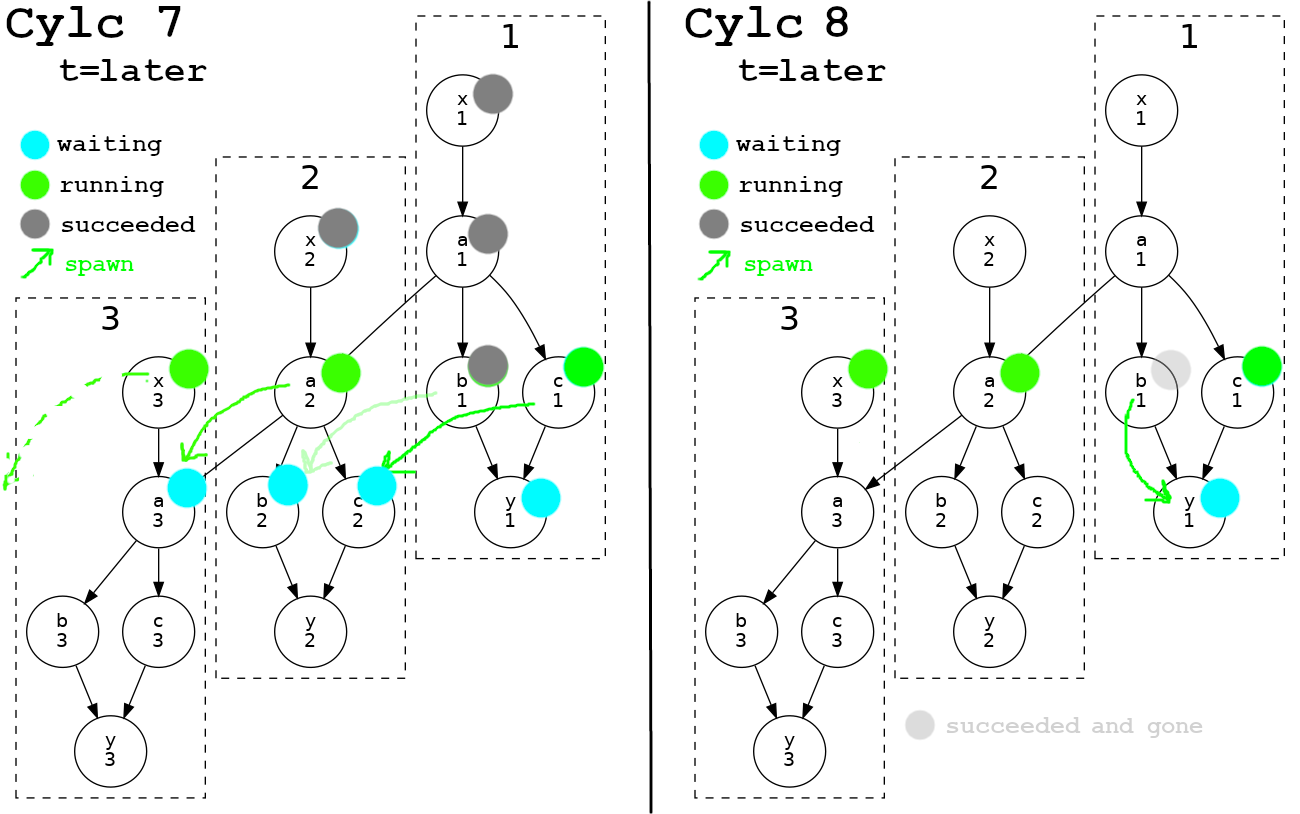 Cylc 7
t=later
waiting
running
succeeded
spawn
1
x
1
a
1
b
1
c
1
y
1
2
x
2
a
2
b
2
c
2
y
2
3
x
3
a
3
b
3
c
3
y
3
Cylc 8
t=later
waiting
running
succeeded
spawn
1
x
1
a
1
b
1
c
1
y
1
2
x
2
a
2
b
2
c
2
y
2
3
x
3
a
3
b
3
c
3
y
3
succeeded and gone